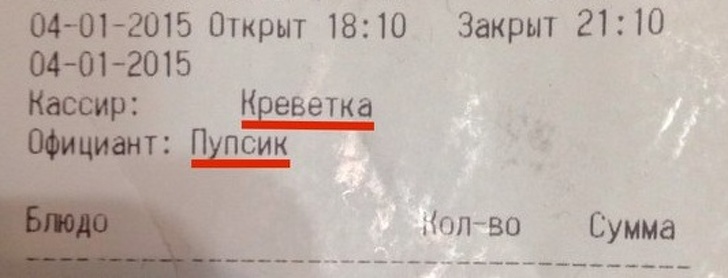 04-01-2015 Открыт 18:10 Закрыт 21:10
04-01-2015
Кассир: Креветка
Официант: Пупсик
Блюдо Кол-во Сумма